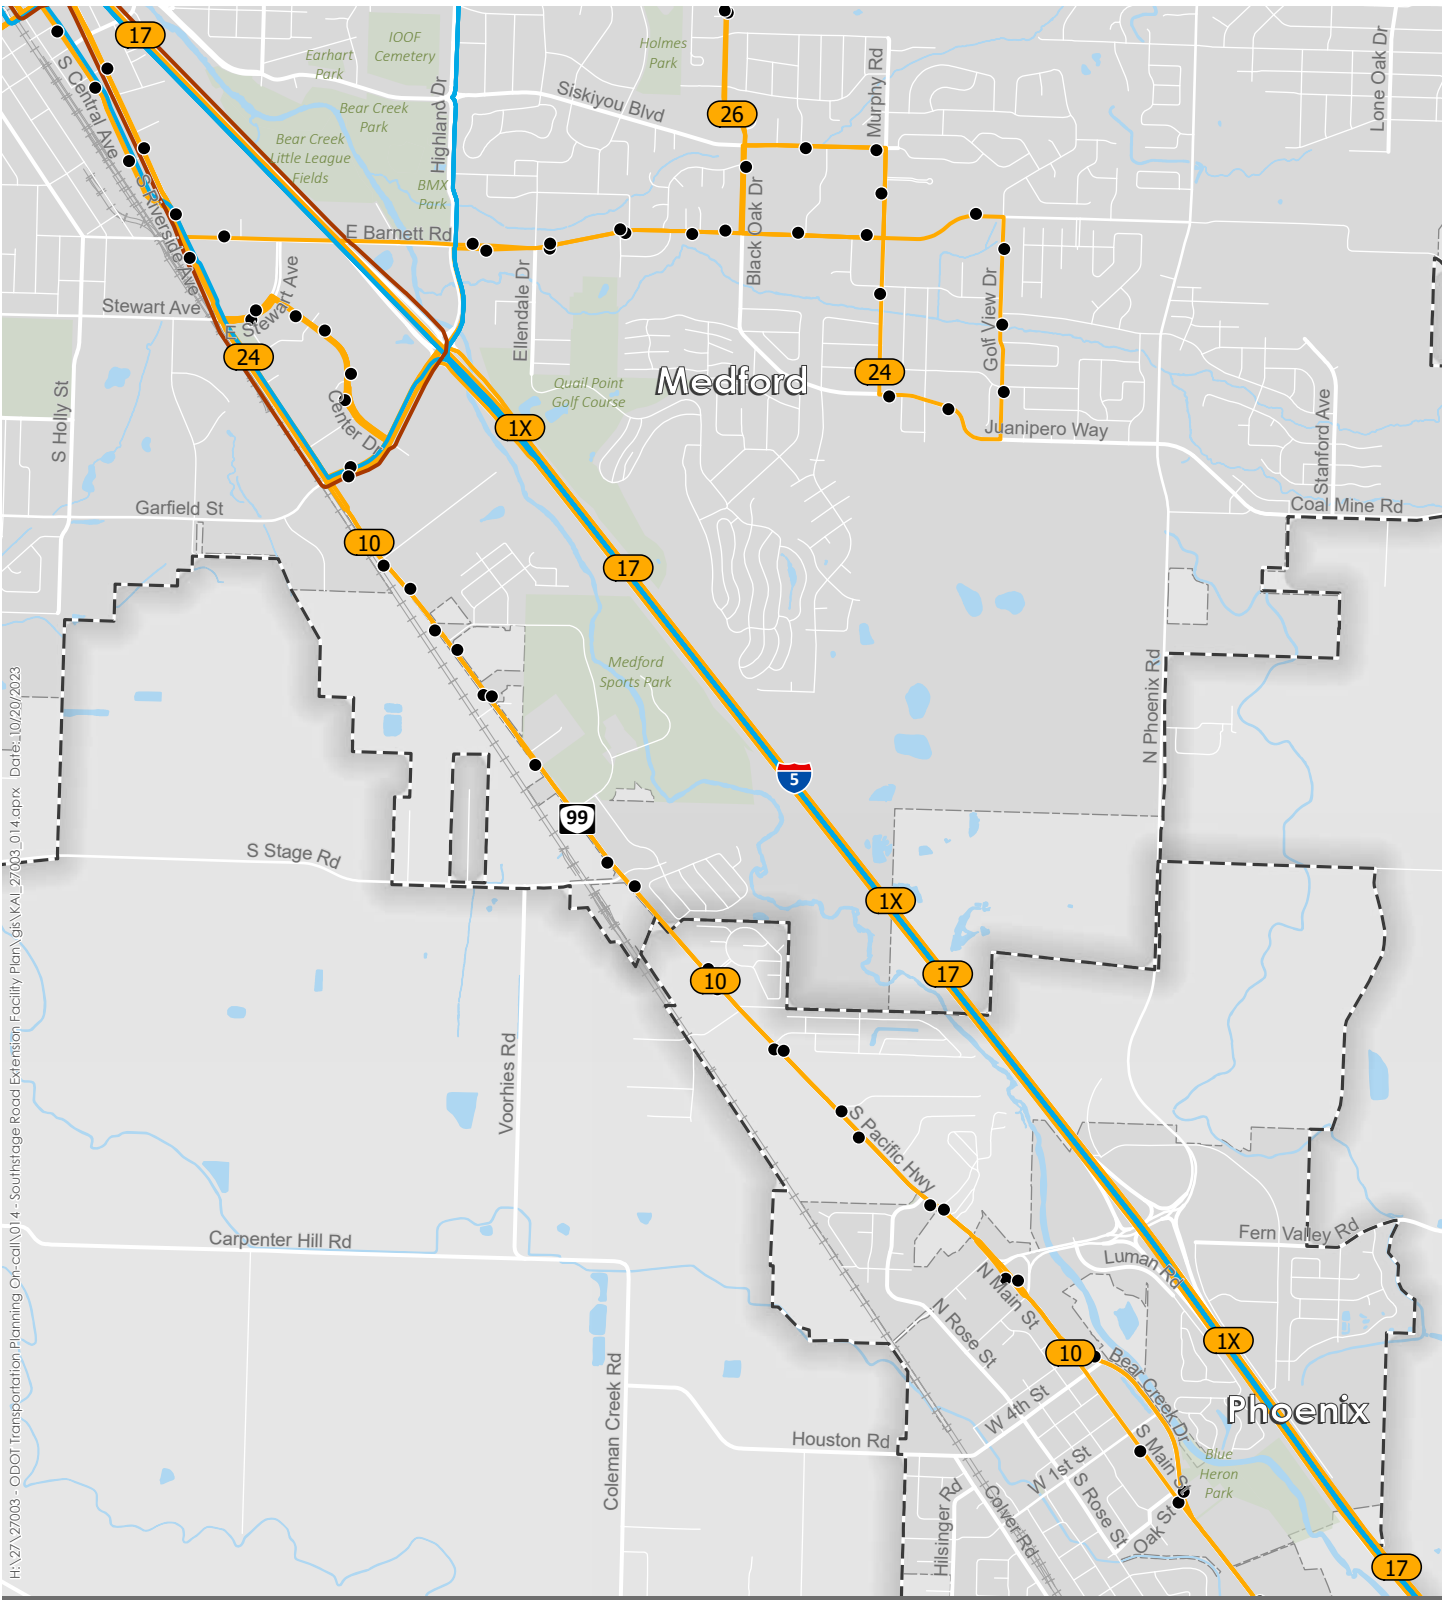 17
IOOF
Cemetery
Earhart
Park
Holmes
Park
Murphy Rd
Lone Oak Dr
S Central Ave
Highland Dr
Siskiyou Blvd
26
Bear Creek
Park
Bear Creek
Little League
Fields
BMX
Park
S Riverside Ave
E Barnett Rd
Black Oak Dr
Stewart Ave
E Stewart Ave
Ellendale Dr
Golf View Dr
24
24
Medford
Quail Point
Golf Course
S Holly St
Center Dr
1X
Juanipero Way
Stanford Ave
Garfield St
Coal Mine Rd
10
17
Medford
Sports Park
N Phoenix Rd
5
99
S Stage Rd
1X
10
17
Voorhies Rd
S Pacific Hwy
Carpenter Hill Rd
Fern Valley Rd
Luman Rd
N Main St
N Rose St
1X
10
Bear Creek Dr
Coleman Creek Rd
W 4th St
Phoenix
Houston Rd
S Main St
W 1st St
Blue
Heron
Park
S Rose St
Hilsinger Rd
Colver Rd
Oak St
17
H:\27\27003 - ODOT Transportation Planning On-call\014 - Southstage Road Extension Facility Plan\gis\KAI_27003_014.aprx Date: 10/20/2023